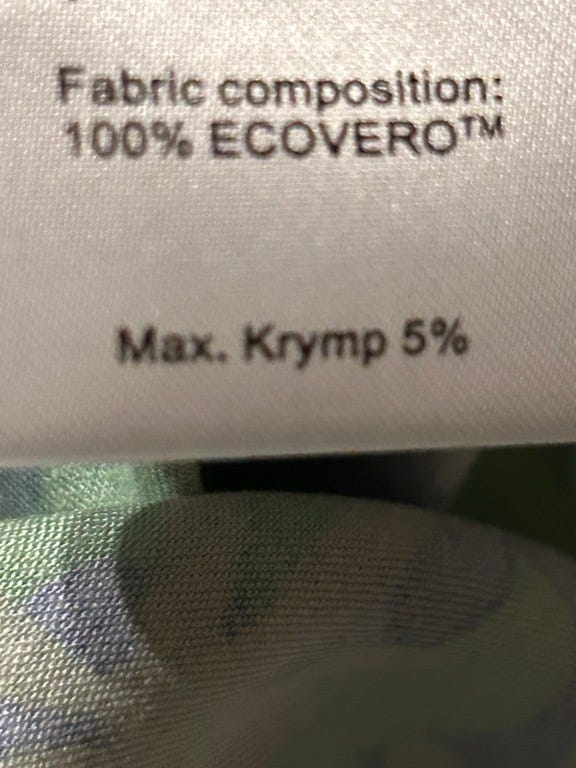 Fabric composition:
100% ECOVERO™
Max. Krymp 5%